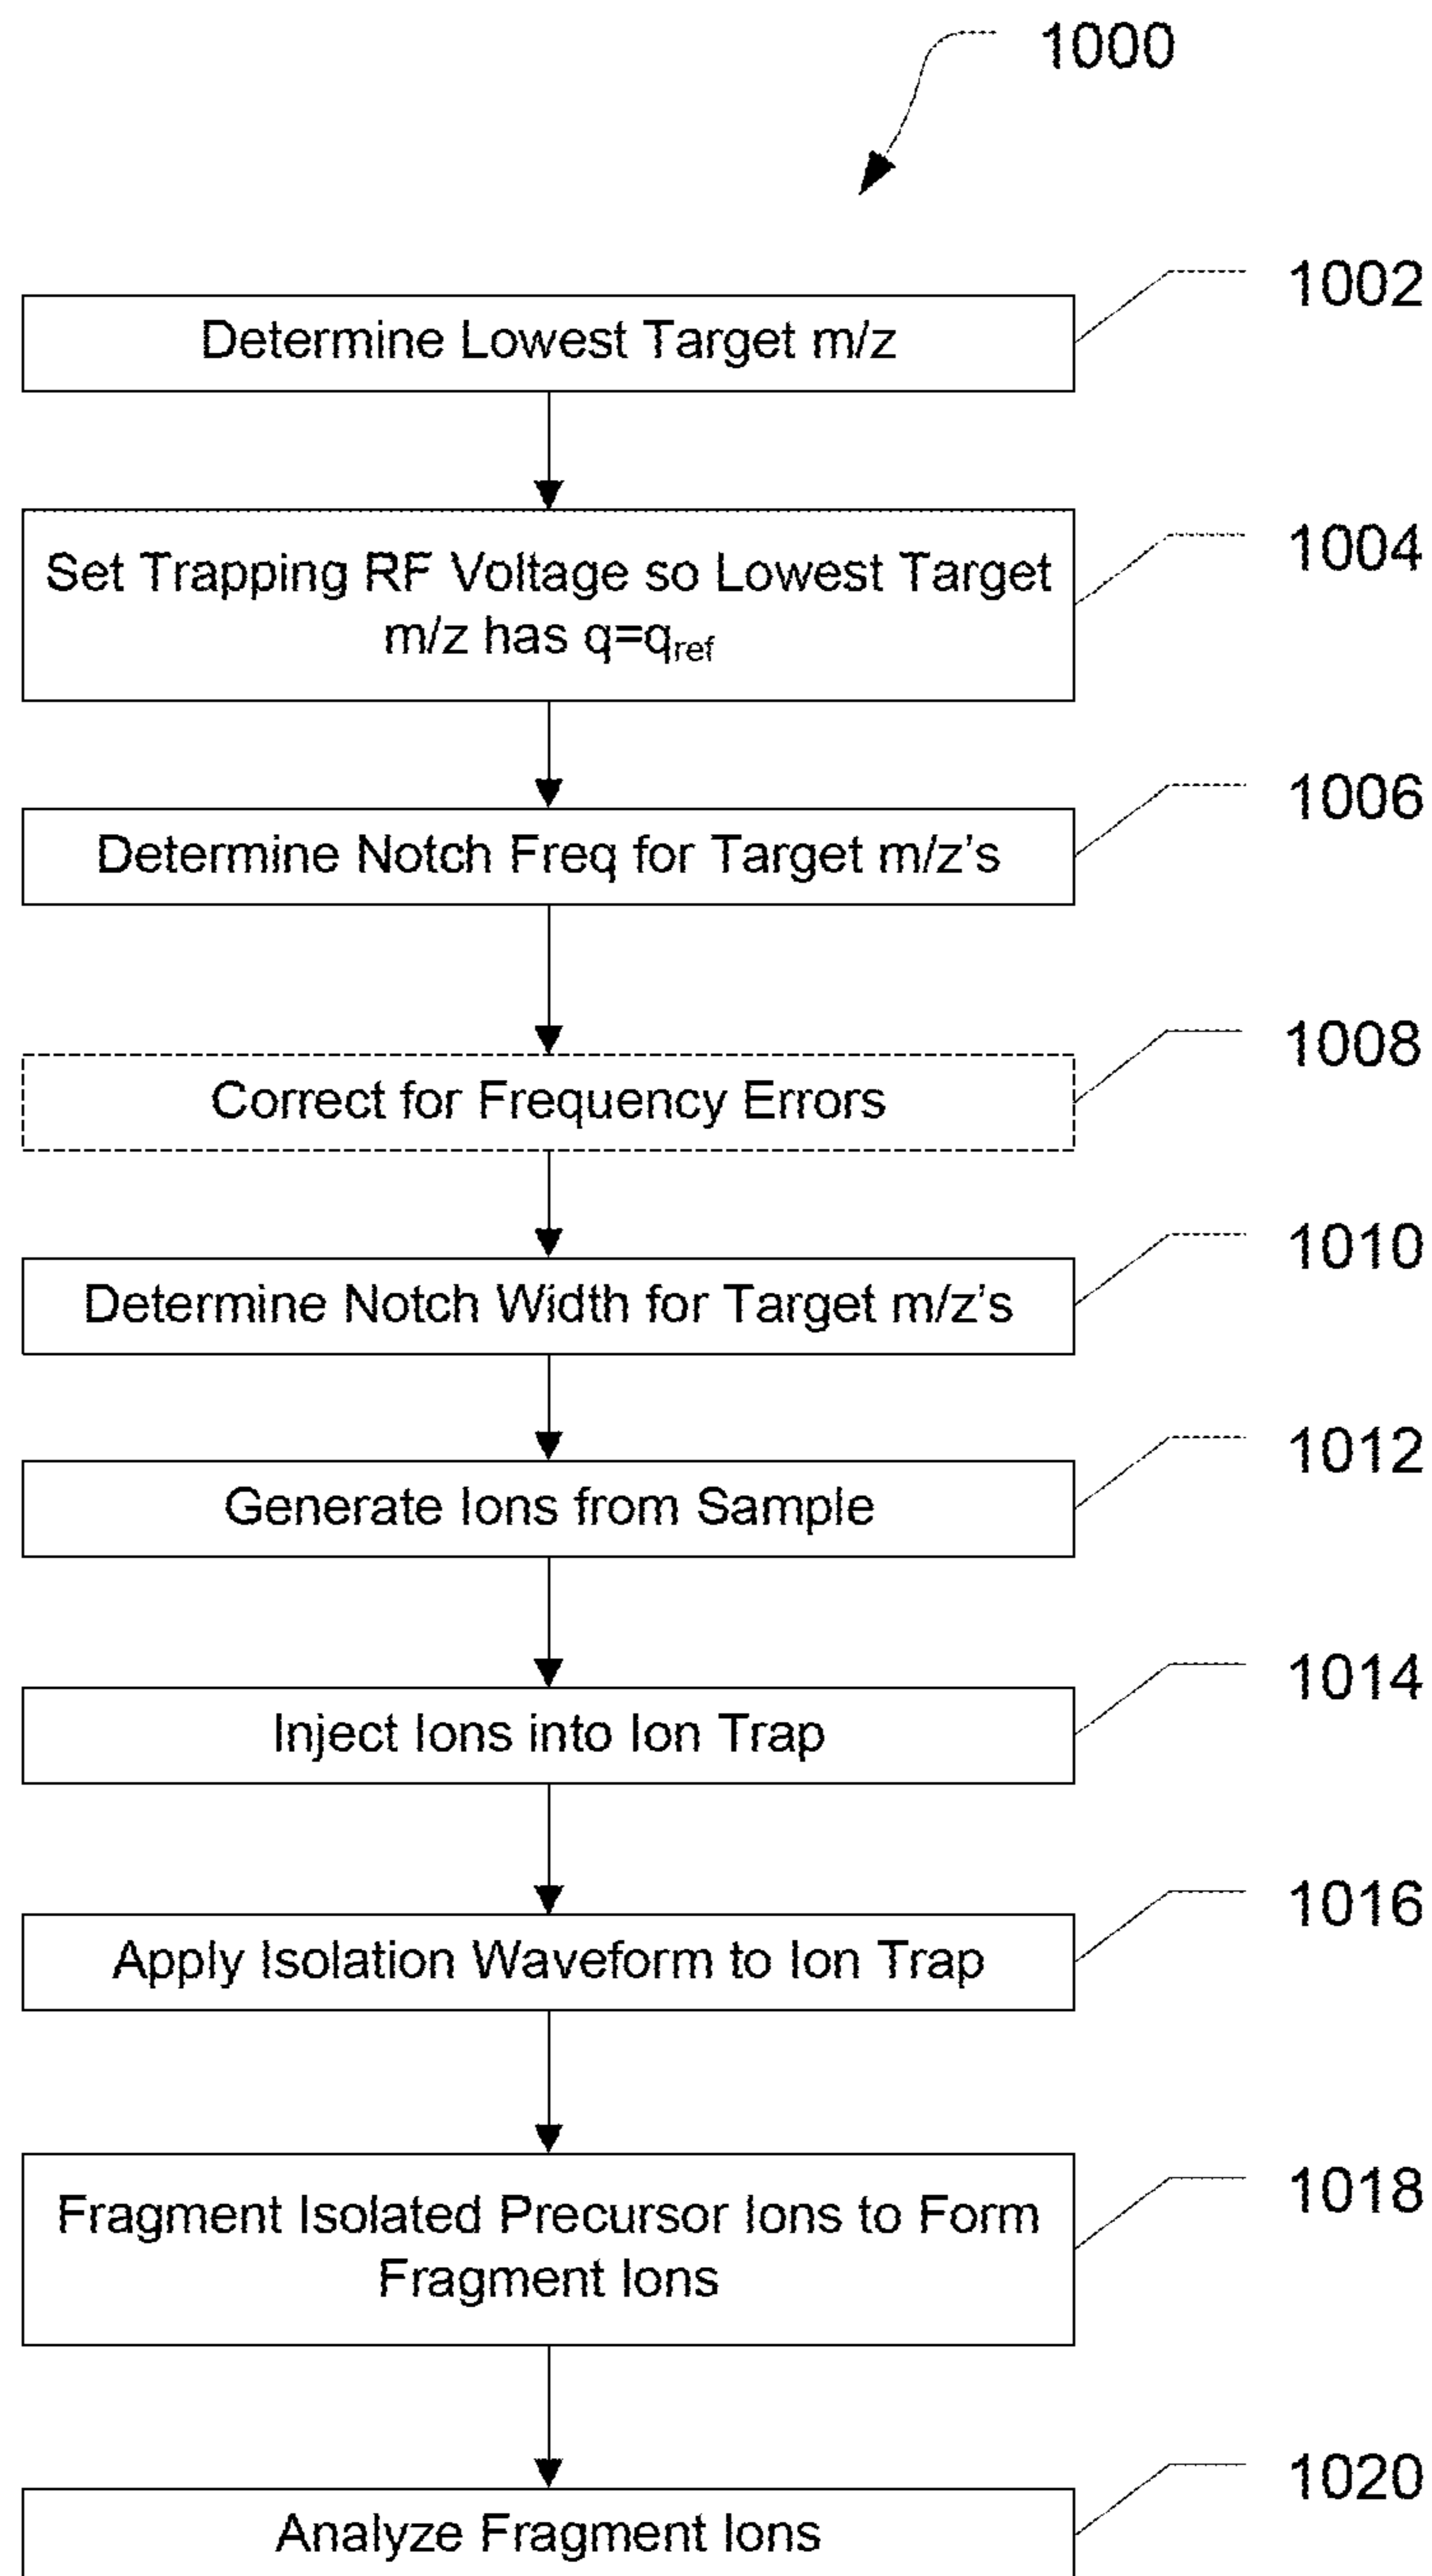 1000
1002
Determine Lowest Target m/z
1004
Set Trapping RF Voltage so Lowest Target
m/z has q=qref
1006
Determine Notch Freq for Target m/z's
1008
Correct for Frequency Errors
1010
Determine Notch Width for Target m/z's
1012
Generate Ions from Sample
1014
Inject Ions into Ion Trap
1016
Apply Isolation Waveform to Ion Trap
1018
Fragment Isolated Precursor Ions to Form
Fragment Ions
1020
Analyze Fragment Ions